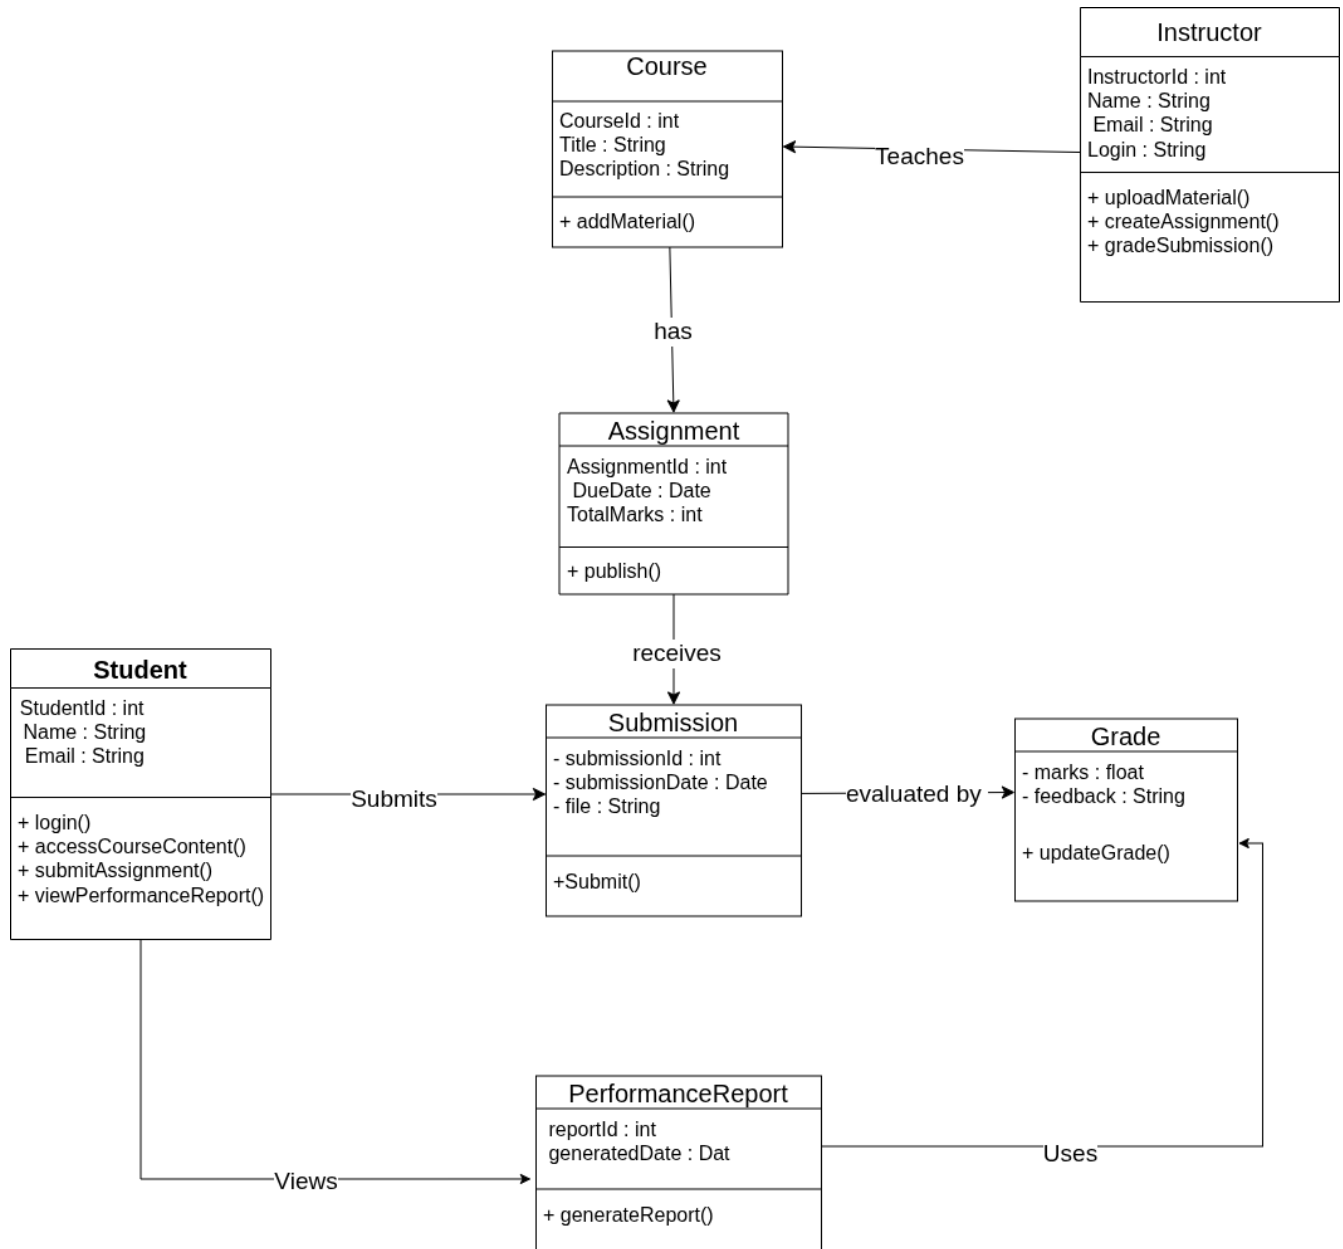 Instructor
InstructorId : int
Name : String
Email : String
Login : String
+ uploadMaterial()
+ createAssignment()
+ gradeSubmission()
Course
CourseId : int
Title : String
Description : String
+ addMaterial()
Teaches
has
Assignment
AssignmentId : int
DueDate : Date
TotalMarks : int
+ publish()
receives
Student
StudentId : int
Name : String
Email : String
+ login()
+ accessCourseContent()
+ submitAssignment()
+ viewPerformanceReport()
Submits
Submission
- submissionId : int
- submissionDate : Date
- file : String
+Submit()
evaluated by
Grade
- marks : float
- feedback : String
+ updateGrade()
PerformanceReport
reportId : int
generatedDate : Dat
+ generateReport()
Views
Uses